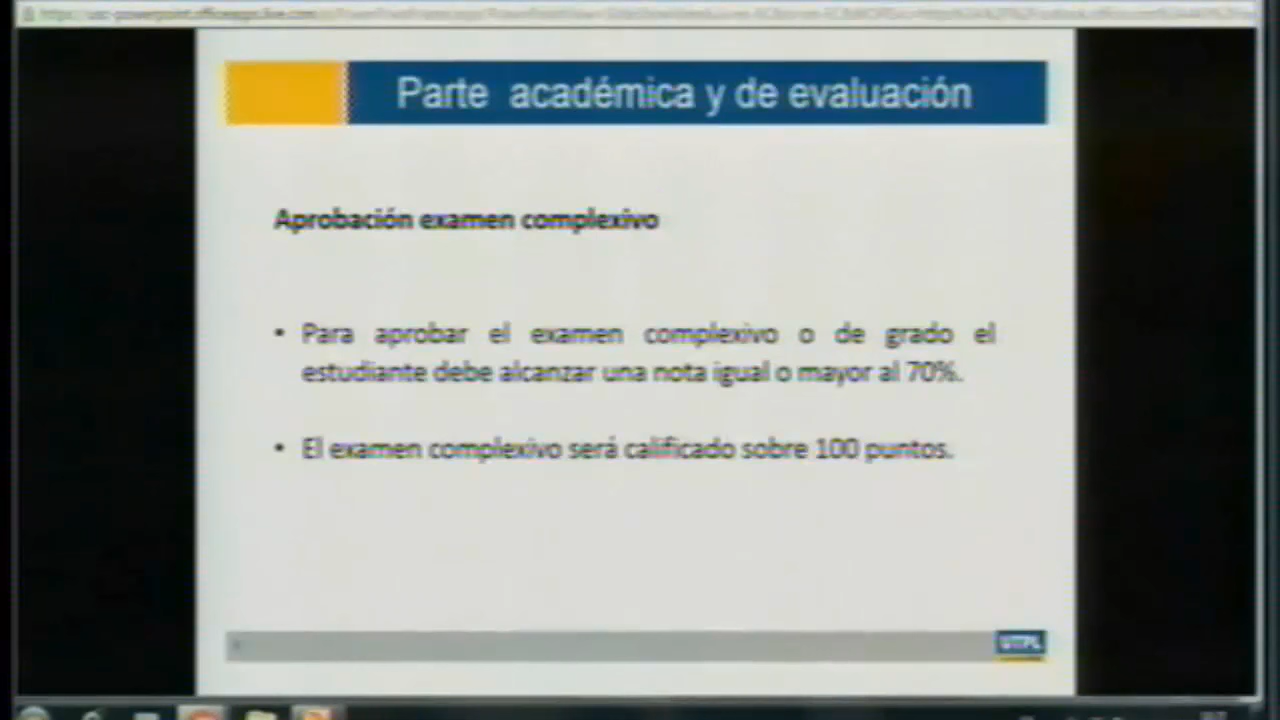 Parte académica y de evaluación
Aprobación examen complexivo
• Para aprobar el examen complexivo o de grado el
estudiante debe alcanzar una nota igual o mayor al 70%.
• El examen complexivo será calificado sobre 100 puntos.
UTPL